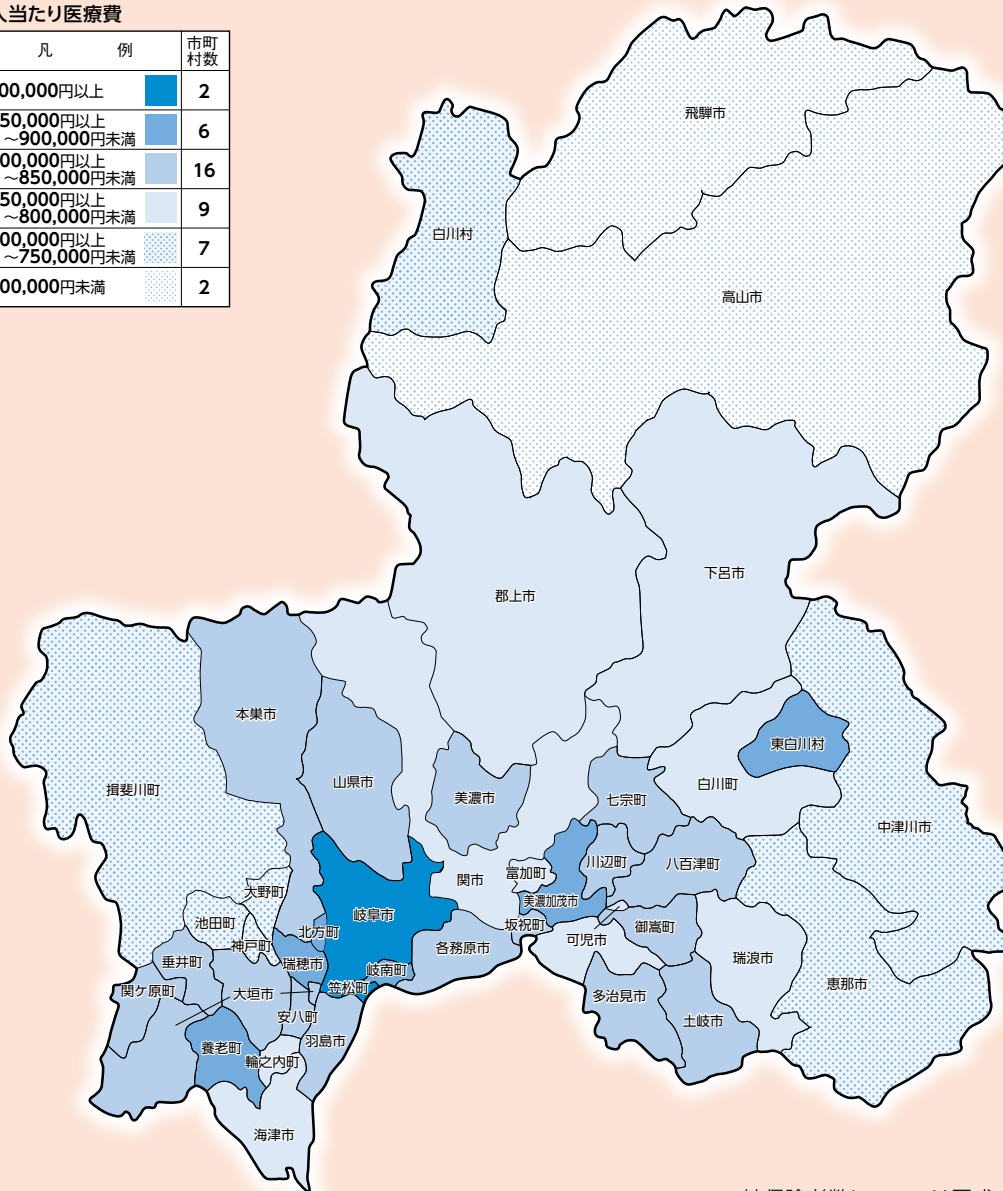 人当たり医療費
凡 例 市町村数
00,000円以上 2
50,000円以上
～900,000円未満 6
00,000円以上
～850,000円未満 16
50,000円以上
～800,000円未満 9
00,000円以上
～750,000円未満 7
00,000円未満 2
飛騨市
白川村
高山市
下呂市
郡上市
本巣市
東白川村
山県市
白川町
揖斐川町
美濃市
七宗町
中津川市
川辺町
八百津町
富加町
関市
大野町
美濃加茂市
岐阜市
池田町
坂祝町
御嵩町
北方町
可児市
神戸町
各務原市
瑞浪市
垂井町
瑞穂市
岐南町
恵那市
関ケ原町
笠松町
大垣市
多治見市
安八町
土岐市
羽島市
養老町
輪之内町
海津市